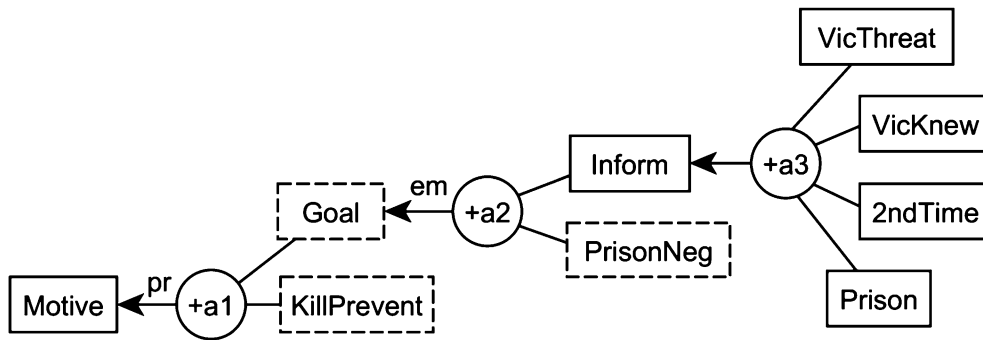 VicThreat
VicKnew
+a3
Inform
em
2ndTime
Goal
+a2
PrisonNeg
pr
Prison
Motive
+a1
KillPrevent